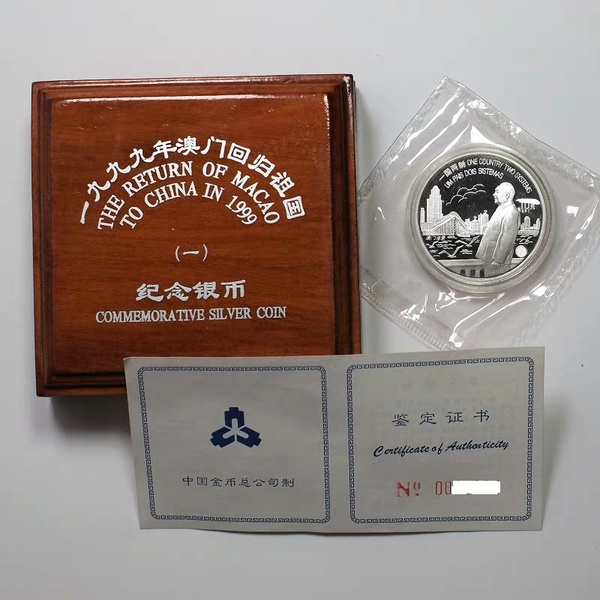 一九九九年澳门回归祖国
THE RETURN OF MACAO
TO CHINA IN 1999
(一)
纪念银币
COMMEMORATIVE SILVER COIN
一国两制 ONE COUNTRY TWO SYSTEMS
UM PAÍS DOIS SISTEMAS
中国金币总公司制
鉴定证书
Certificate of Authenticity
Nº 00